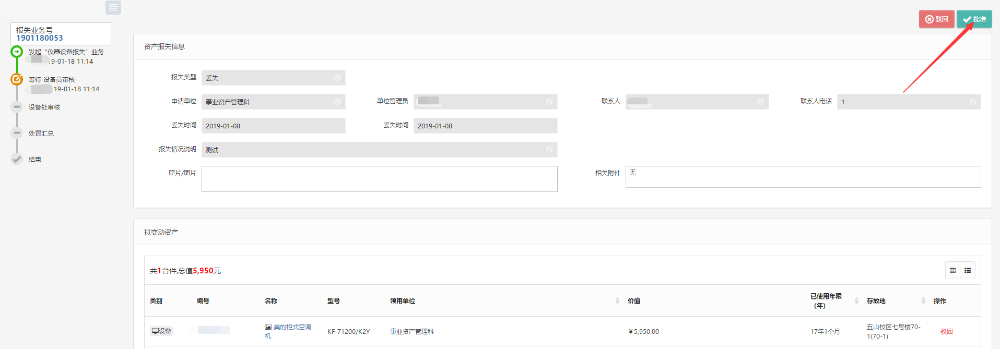 报失业务号
1901180053
发起“仪器设备报失”业务
9-01-18 11:14
等待 设备员审核
19-01-18 11:14
设备处审核
处置汇总
结束
驳回
批准
资产报失信息
报失类型 丢失
申请单位 事业资产管理科 单位管理员 联系人 联系人电话 1
丢失时间 2019-01-08 丢失时间 2019-01-08
报失情况说明 测试
照片/图片 相关附件 无
拟变动资产
共1台件,总值5,950元
类别 编号 名称 型号 领用单位 价值 已使用年限（年） 存放地 操作
设备 美的柜式空调机 KF-71200/K2Y 事业资产管理科 ¥5,950.00 17年1个月 五山校区七号楼70-1(70-1) 驳回